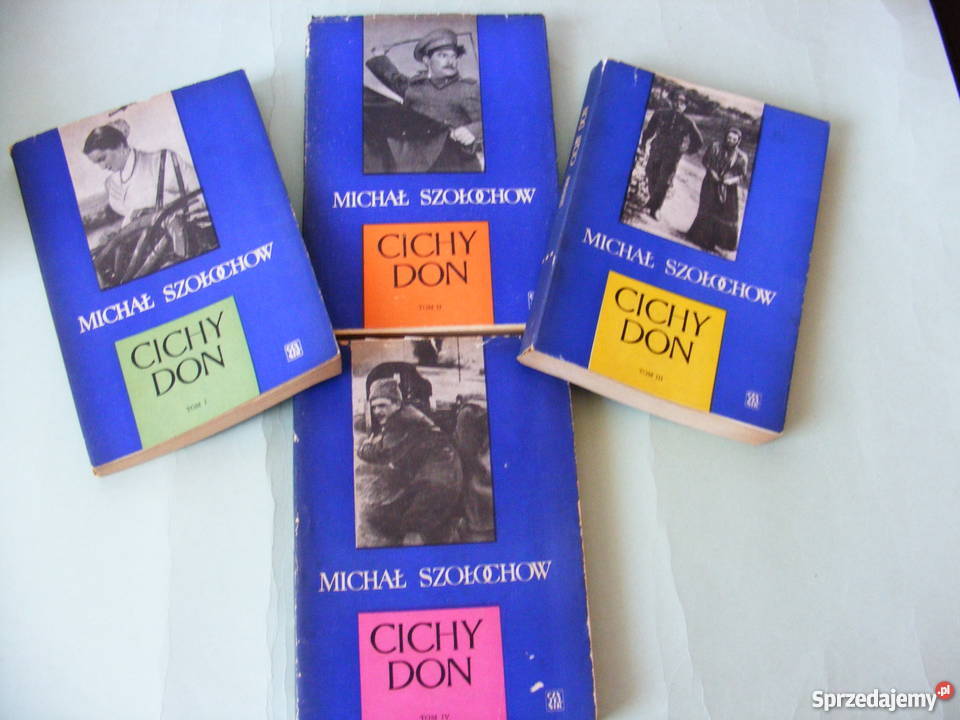 MICHAŁ SZOŁOCHOW
CICHY
DON
TOM I
MICHAŁ SZOŁOCHOW
CICHY
DON
TOM II
MICHAŁ SZOŁOCHOW
CICHY
DON
TOM III
MICHAŁ SZOŁOCHOW
CICHY
DON
TOM IV
Sprzedajemy.pl